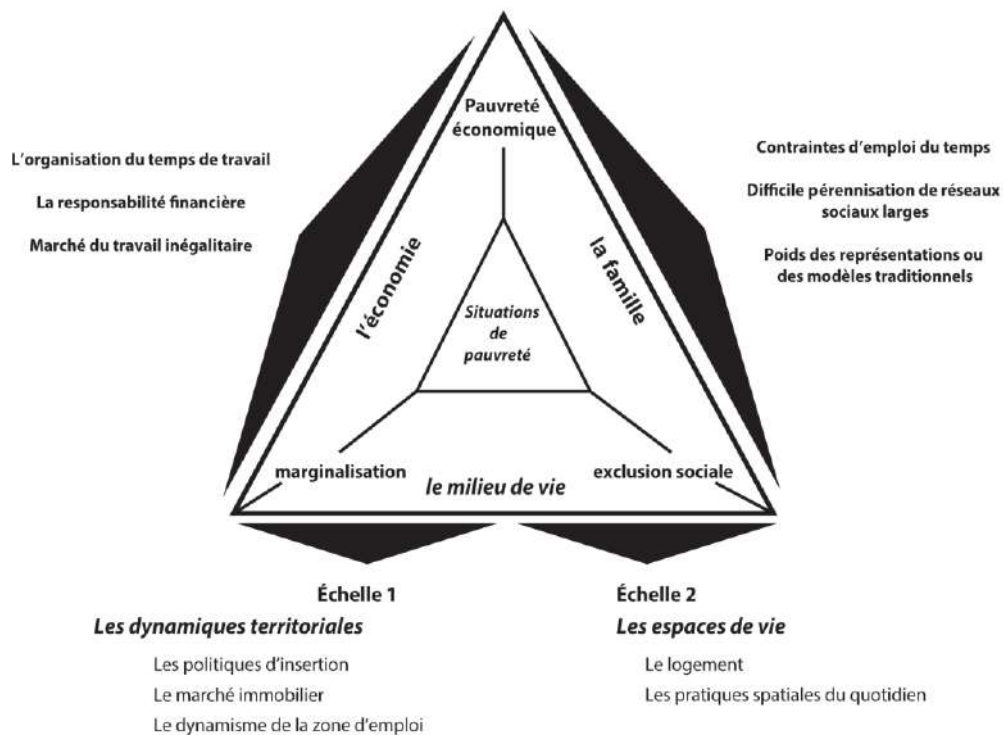 Pauvreté
économique
L'organisation du temps de travail
La responsabilité financière
Marché du travail inégalitaire
Contraintes d'emploi du temps
Difficile pérennisation de réseaux
sociaux larges
Poids des représentations ou
des modèles traditionnels
l'économie
la famille
Situations
de
pauvreté
marginalisation
exclusion sociale
le milieu de vie
Échelle 1
Les dynamiques territoriales
Les politiques d'insertion
Le marché immobilier
Le dynamisme de la zone d'emploi
Échelle 2
Les espaces de vie
Le logement
Les pratiques spatiales du quotidien